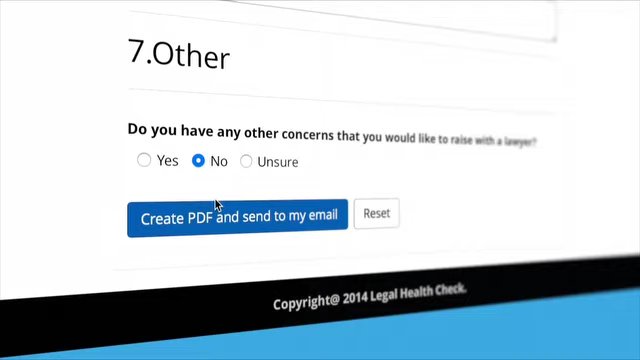 7.Other
Do you have any other concerns that you would like to raise with a lawyer?
Yes No Unsure
Create PDF and send to my email Reset
Copyright@ 2014 Legal Health Check.